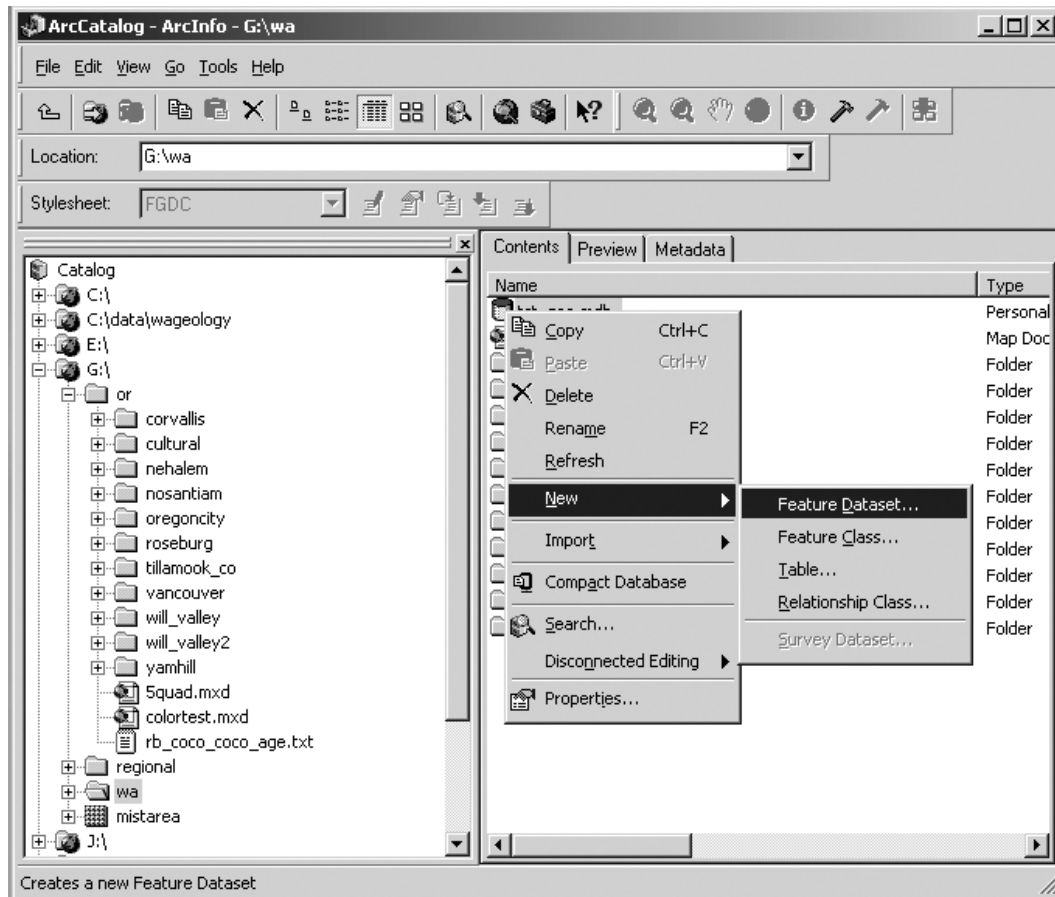 ArcCatalog - ArcInfo - G:\wa
File Edit View Go Tools Help
Location: G:\wa
Stylesheet: FGDC
Catalog
C:\
C:\data\wageology
E:\
G:\
or
corvallis
cultural
nehalem
nosantiam
oregoncity
roseburg
tillamook_co
vancouver
will_valley
will_valley2
yamhill
5quad.mxd
colortest.mxd
rb_coco_coco_age.txt
regional
wa
mistarea
J:\
Contents Preview Metadata
Name Type
Personal
Map Doc
Folder
Folder
Folder
Folder
Folder
Folder
Folder
Folder
Folder
Folder
Folder
Copy Ctrl+C
Paste Ctrl+V
Delete
Rename F2
Refresh
New
Import
Compact Database
Search...
Disconnected Editing
Properties...
Feature Dataset...
Feature Class...
Table...
Relationship Class...
Survey Dataset...
Creates a new Feature Dataset